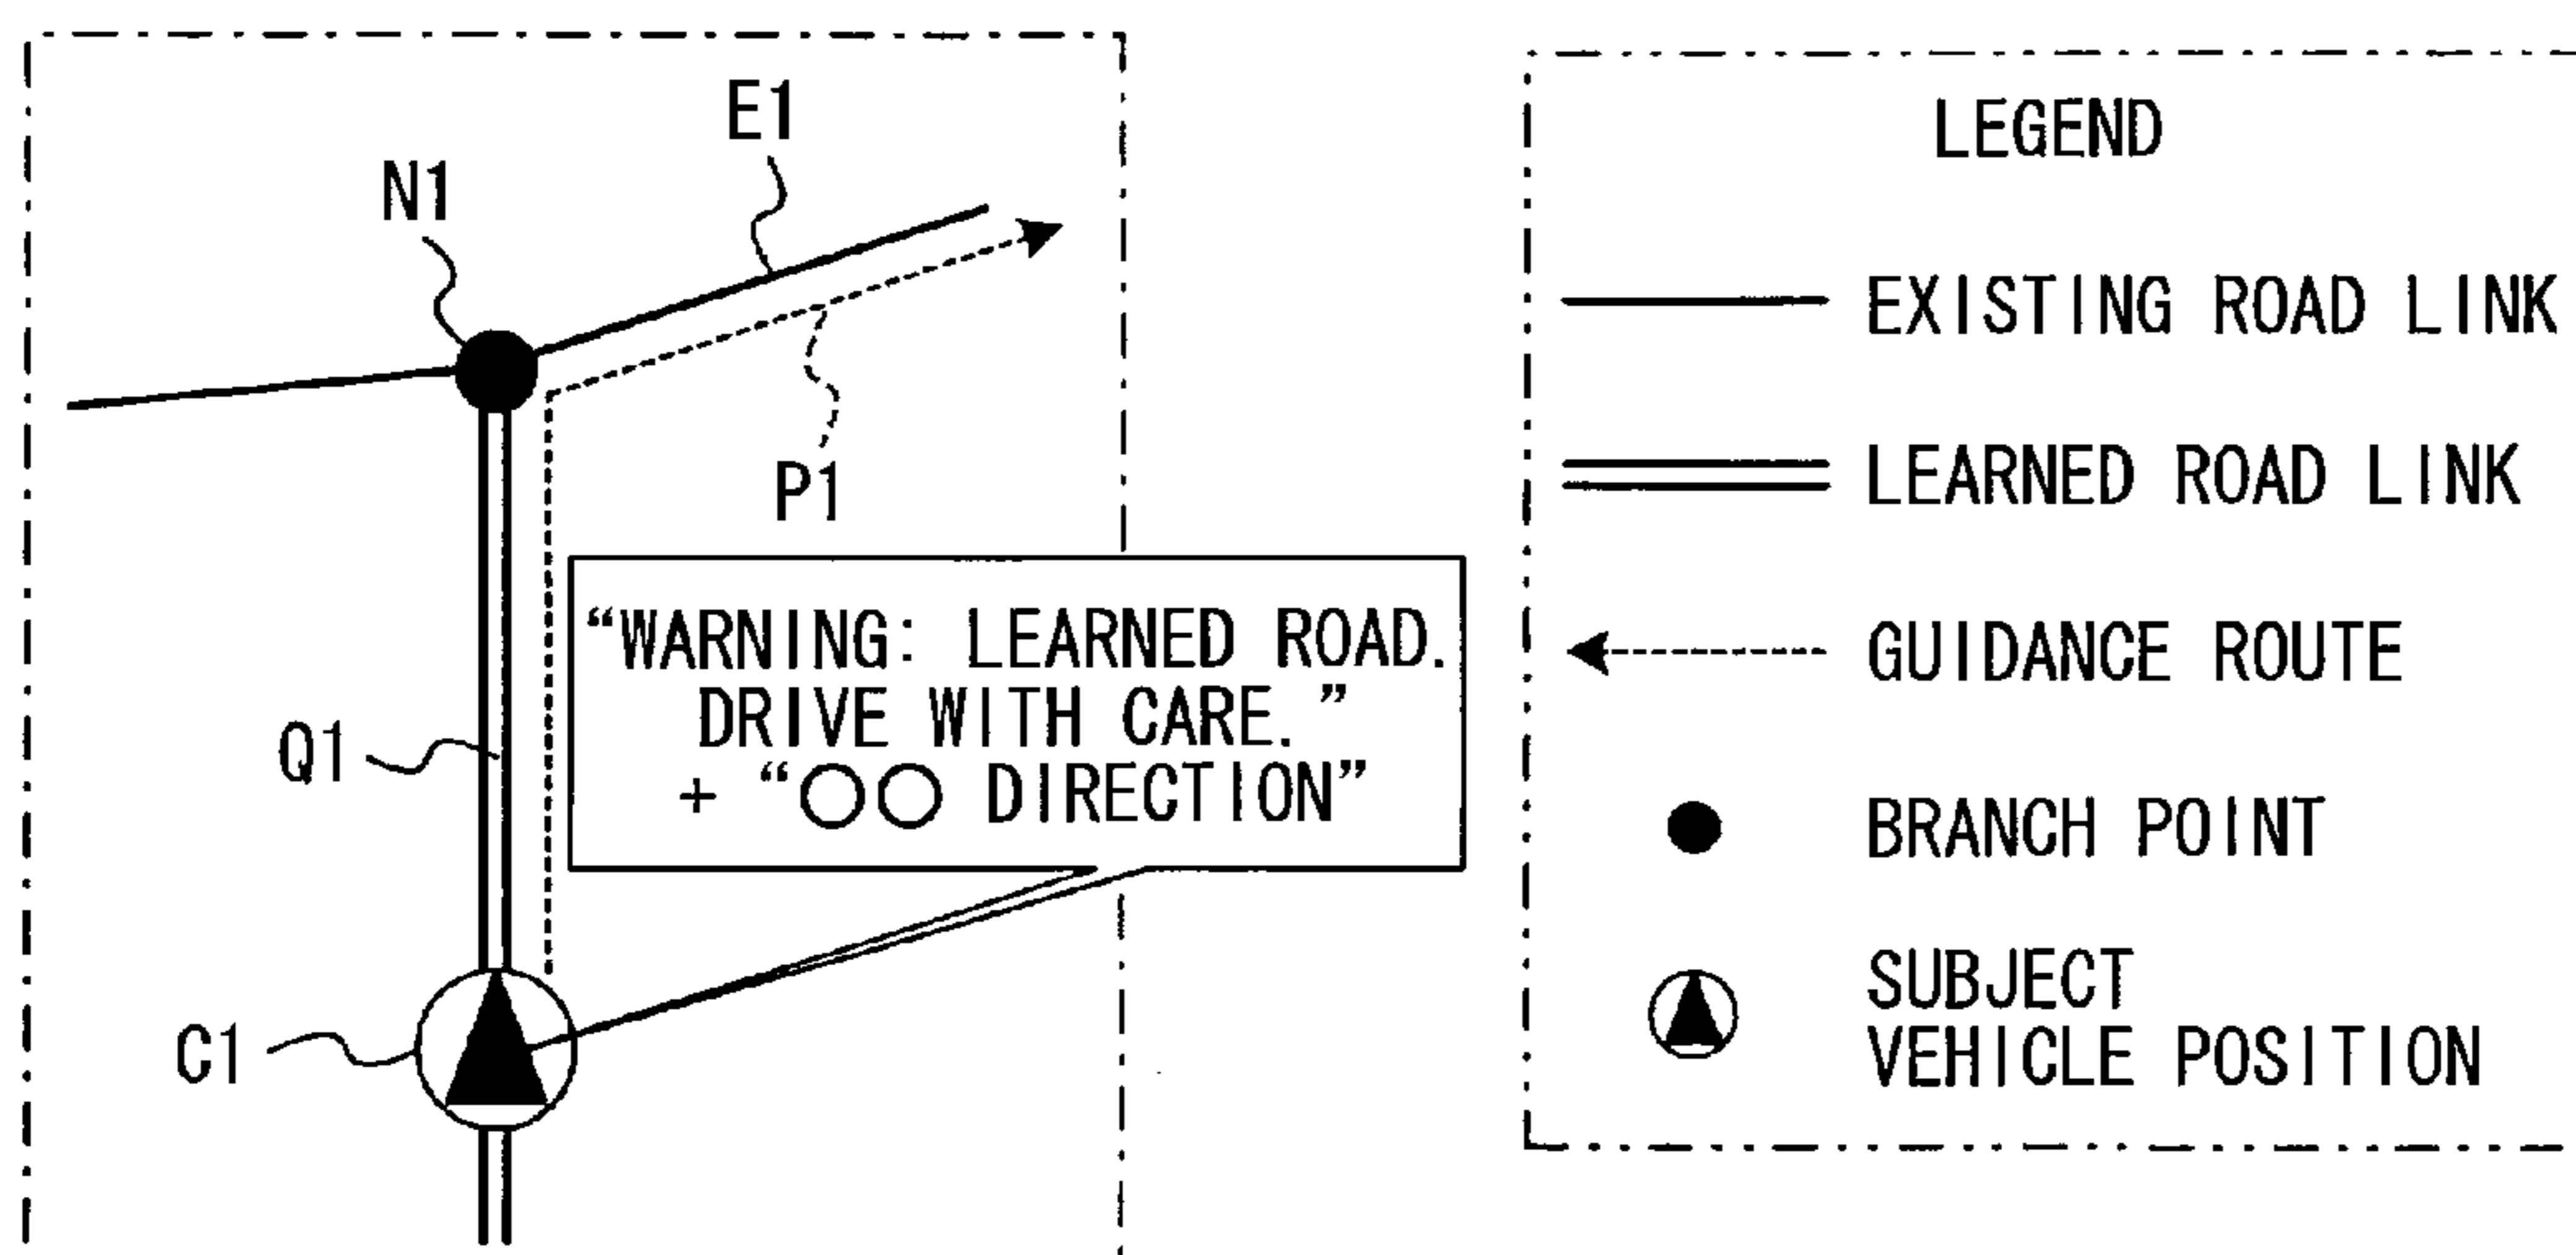 E1
N1
P1
"WARNING: LEARNED ROAD.
DRIVE WITH CARE."
+ "○○ DIRECTION"
Q1
C1
LEGEND
EXISTING ROAD LINK
LEARNED ROAD LINK
GUIDANCE ROUTE
BRANCH POINT
SUBJECT
VEHICLE POSITION